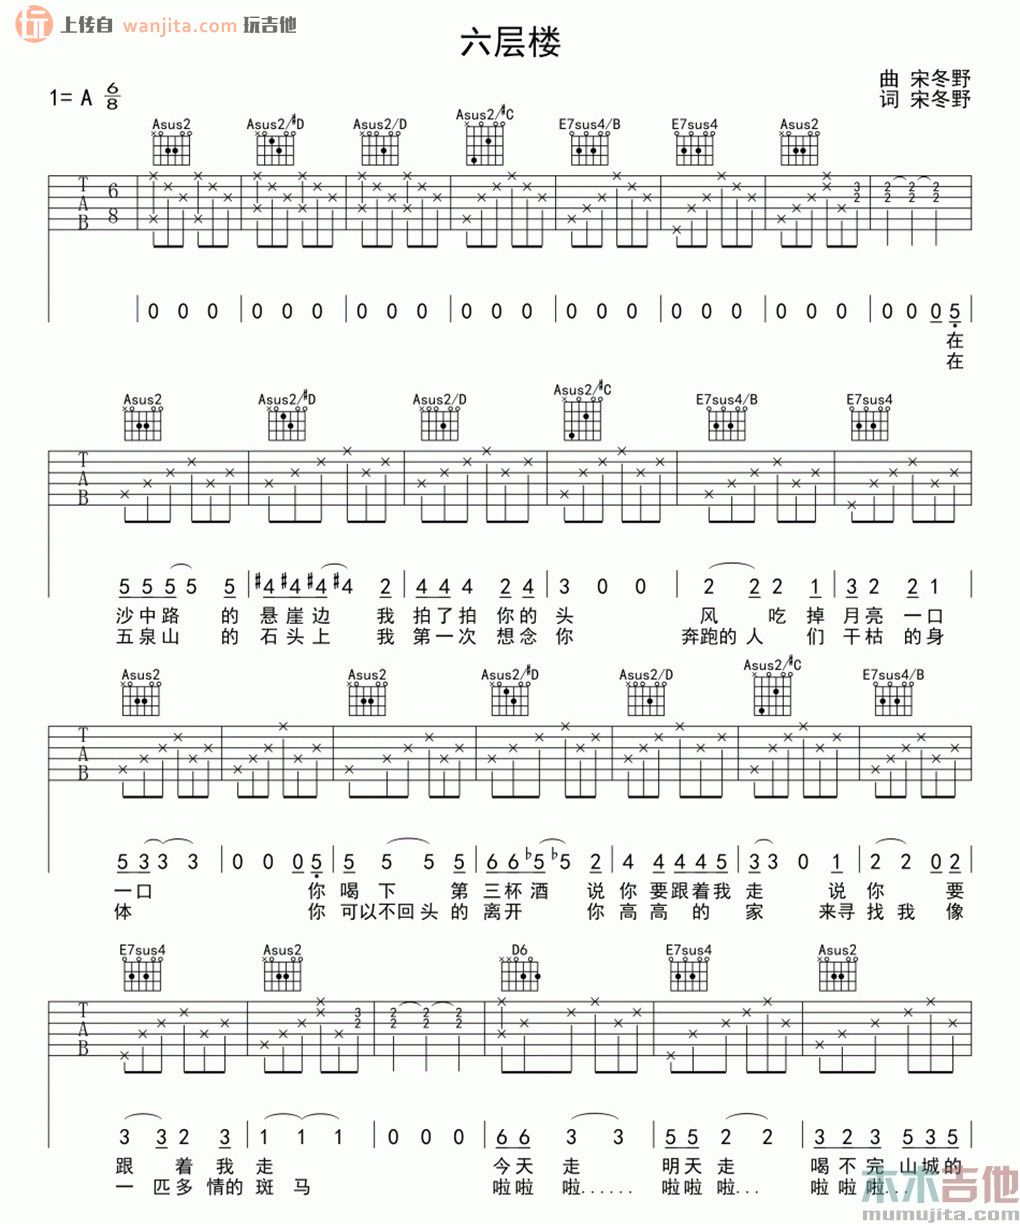 玩 上传自 wanjita.com 玩吉他
六层楼
曲 宋冬野
1= A 6/8
词 宋冬野
Asus2 Asus2/#D Asus2/D Asus2/#C E7sus4/B E7sus4 Asus2
T A B 6 8 3 2 2 2 2 2 2 2
0 0 0 0 0 0 0 0 0 0 0 0 0 0 0 0 0 0 0 0 0 0 0 0 5
在
在
Asus2 Asus2/#D Asus2/D Asus2/#C E7sus4/B E7sus4
T A B
5 5 5 5 5 #4 #4 #4 #4 2 4 4 4 2 4 3 0 0 2 2 2 1 3 2 2 1
沙中路 的 悬崖边 我 拍了拍 你的 头 风 吃 掉 月亮 一口
五泉山 的 石头上 我 第一次 想念 你 奔跑的 人 们 干枯 的身
Asus2 Asus2 Asus2/#D Asus2/D Asus2/#C E7sus4/B
T A B
5 3 3 3 0 0 0 5 5 5 5 5 6 6 b5 b5 2 4 4 4 4 5 3 3 0 1 2 2 0 2
一口 你 喝 下 第 三杯酒 说 你 要跟着我 走 说 你 要
体 你 可以不回头 的 离开 你 高高 的 家 来寻 找 我 像
E7sus4 Asus2 D6 E7sus4 Asus2
T A B 3 2 2 2 2 2 2 2
3 3 2 3 1 1 1 0 0 0 6 6 3 3 5 5 2 2 3 2 3 5 3 5
跟 着 我 走 今天 走 明天 走 喝 不 完 山城的
一 匹多 情的 斑 马 啦啦 啦...... 啦啦 啦... 啦 啦啦...
木木吉他
mumujita.com